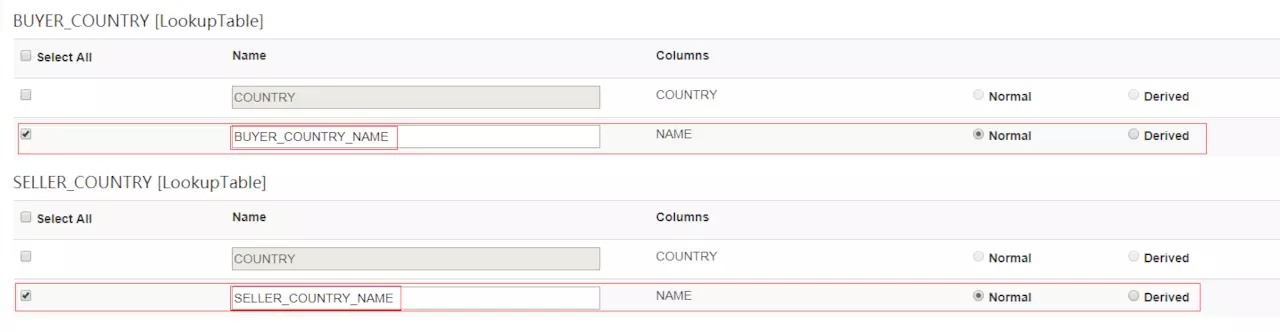 BUYER_COUNTRY [LookupTable]
Select All Name Columns
COUNTRY COUNTRY Normal Derived
BUYER_COUNTRY_NAME NAME Normal Derived
SELLER_COUNTRY [LookupTable]
Select All Name Columns
COUNTRY COUNTRY Normal Derived
SELLER_COUNTRY_NAME NAME Normal Derived